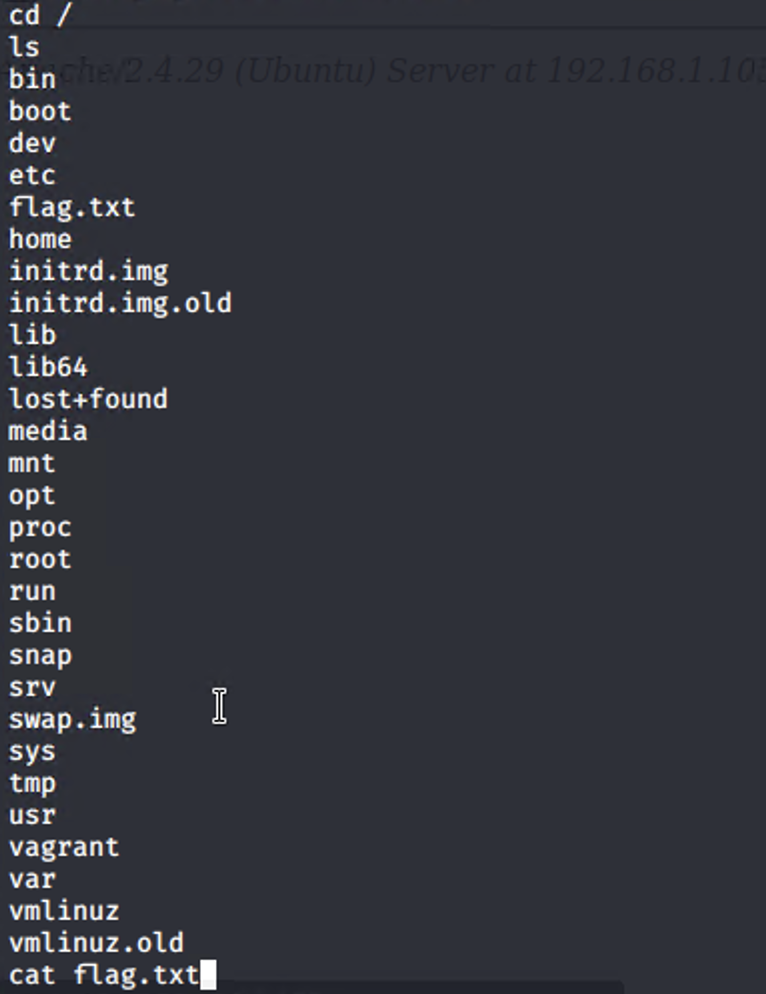 cd /
ls
Apache/2.4.29 (Ubuntu) Server at 192.168.1.105
bin
boot
dev
etc
flag.txt
home
initrd.img
initrd.img.old
lib
lib64
lost+found
media
mnt
opt
proc
root
run
sbin
snap
srv
swap.img
sys
tmp
usr
vagrant
var
vmlinuz
vmlinuz.old
cat flag.txt